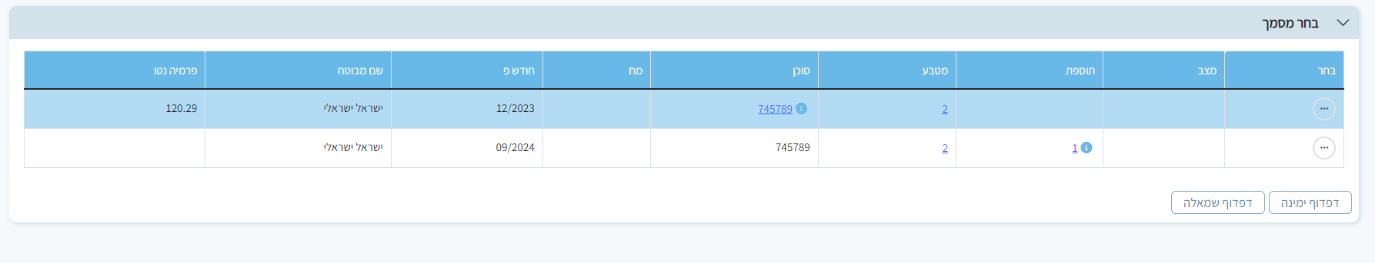 בחר מסמך
בחר מצב תוספת מטבע סוכן מח חודש פ שם מבוטח פרמיה נטו
2 745789 12/2023 ישראל ישראלי 120.29
1 2 745789 09/2024 ישראל ישראלי
דפדוף ימינה דפדוף שמאלה